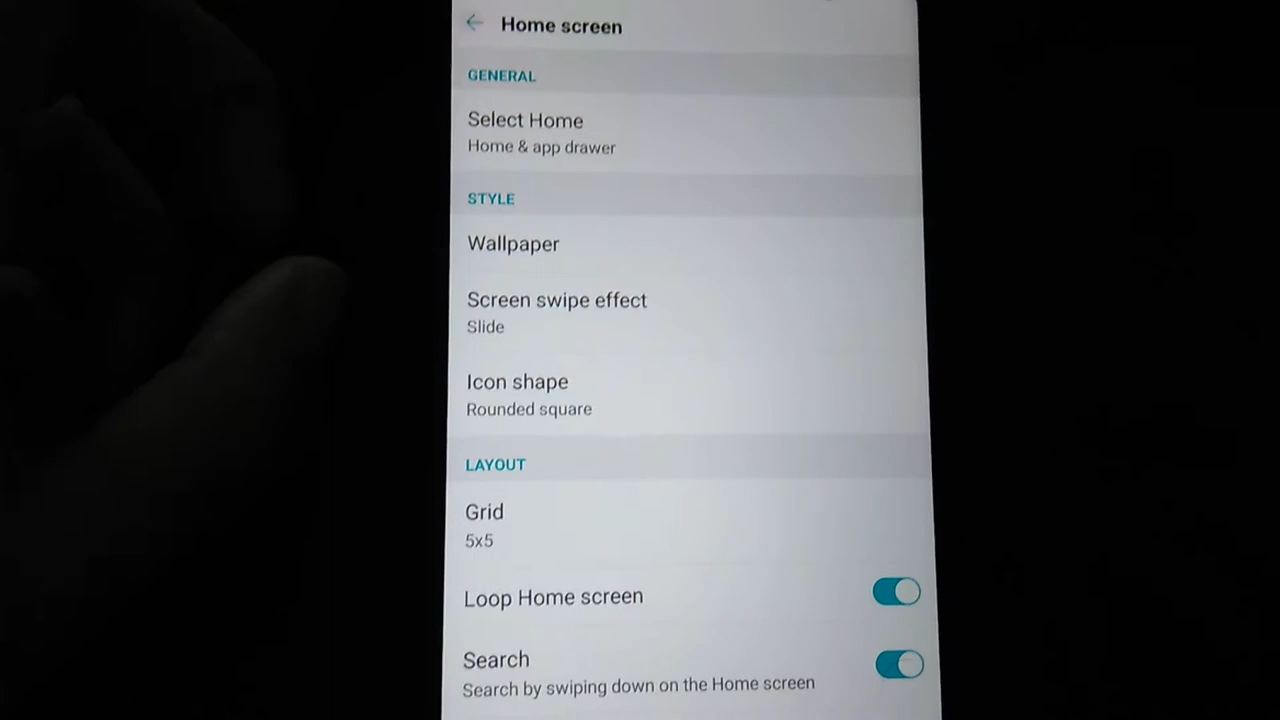 Home screen
GENERAL
Select Home
Home & app drawer
STYLE
Wallpaper
Screen swipe effect
Slide
Icon shape
Rounded square
LAYOUT
Grid
5x5
Loop Home screen
Search
Search by swiping down on the Home screen